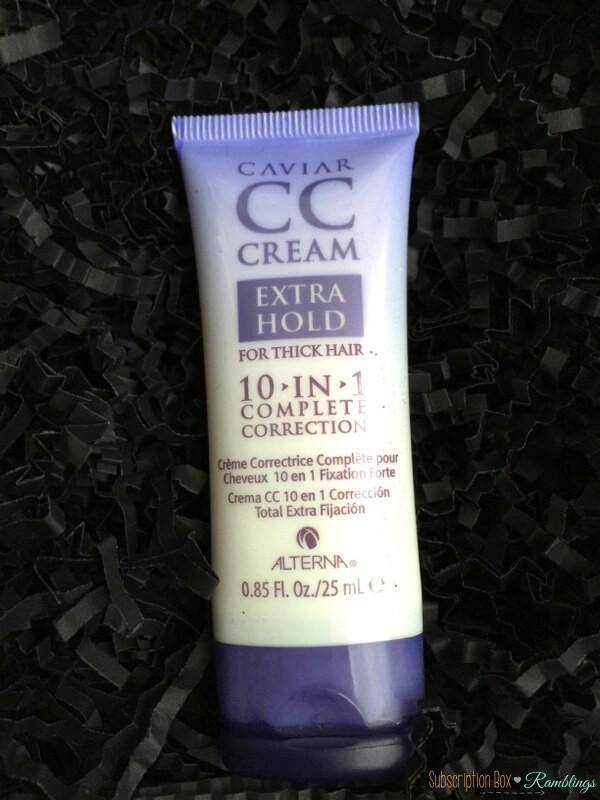 CAVIAR
CC
CREAM
EXTRA
HOLD
FOR THICK HAIR
10·IN·1
COMPLETE
CORRECTION
Crème Correctrice Complète pour
Cheveux 10 en 1 Fixation Forte
Crema CC 10 en 1 Corrección
Total Extra Fijación
ALTERNA®
0.85 Fl. Oz./25 mL ℮
Subscription Box ♥ Ramblings